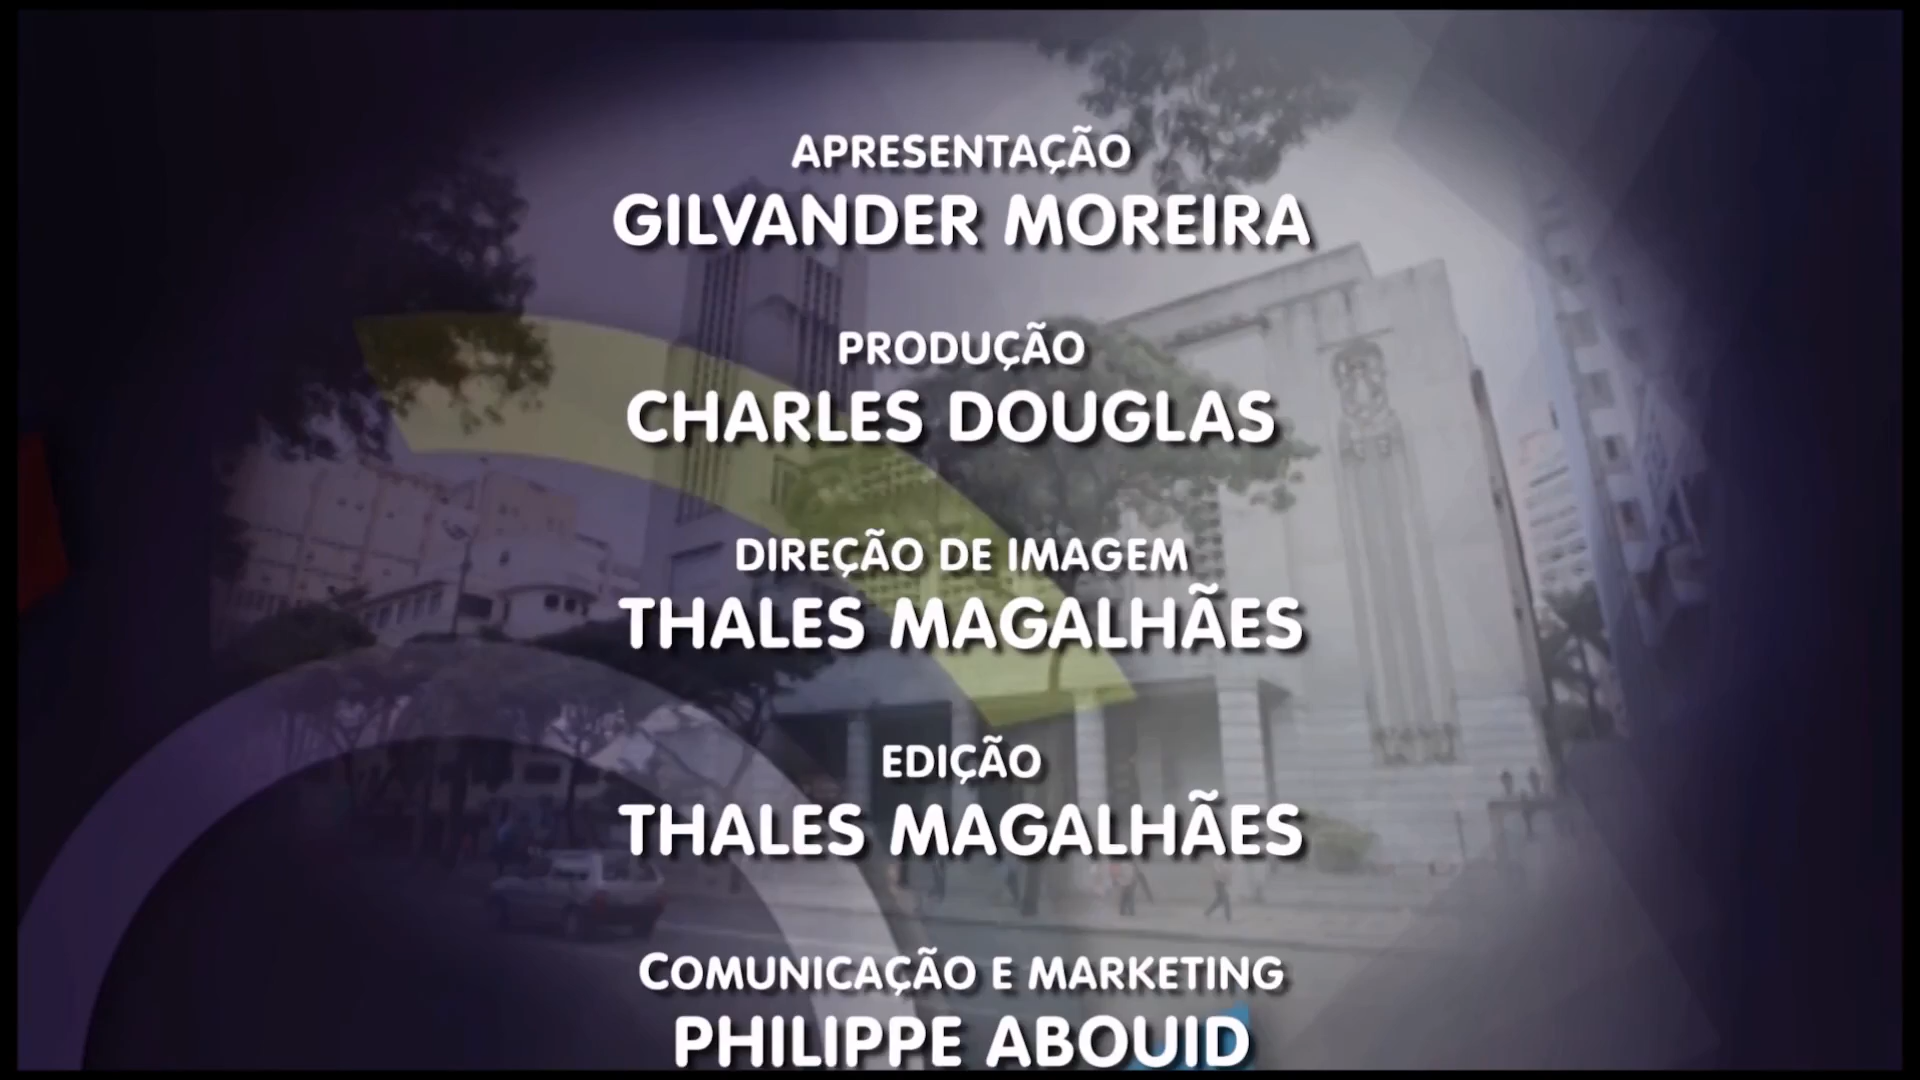 APRESENTAÇÃO
GILVANDER MOREIRA
PRODUÇÃO
CHARLES DOUGLAS
DIREÇÃO DE IMAGEM
THALES MAGALHÃES
EDIÇÃO
THALES MAGALHÃES
COMUNICAÇÃO E MARKETING
PHILIPPE ABOUID